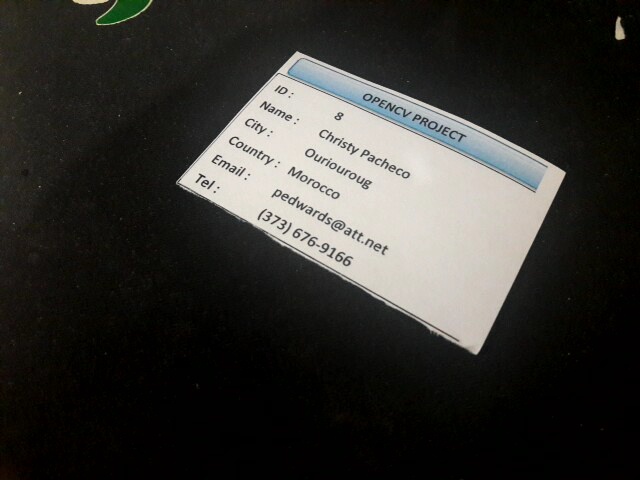 OPENCV PROJECT
ID : 8
Name : Christy Pacheco
City : Ouriouroug
Country : Morocco
Email : pedwards@att.net
Tel : (373) 676-9166